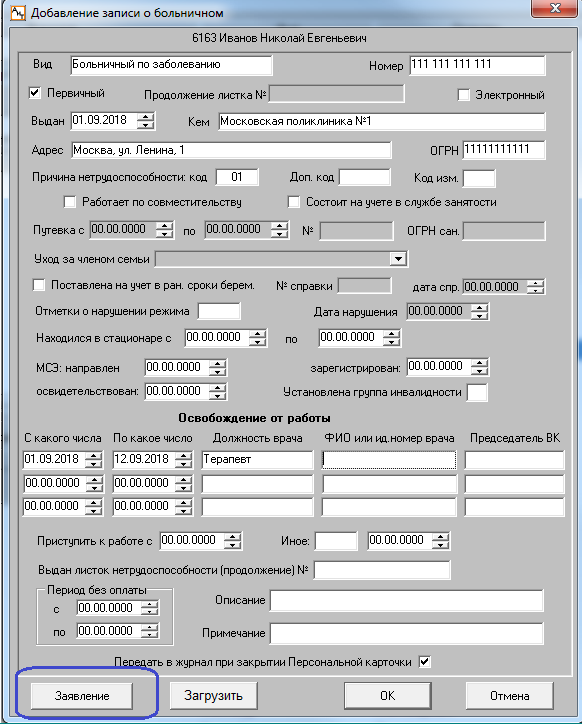 Добавление записи о больничном
6163 Иванов Николай Евгеньевич
Вид Больничный по заболеванию Номер 111 111 111 111
Первичный Продолжение листка № Электронный
Выдан 01.09.2018 Кем Московская поликлиника №1
Адрес Москва, ул. Ленина, 1 ОГРН 11111111111
Причина нетрудоспособности: код 01 Доп. код Код изм.
Работает по совместительству Состоит на учете в службе занятости
Путевка с 00.00.0000 по 00.00.0000 № ОГРН сан.
Уход за членом семьи
Поставлена на учет в ран. сроки берем. № справки дата спр. 00.00.0000
Отметки о нарушении режима Дата нарушения 00.00.0000
Находился в стационаре с 00.00.0000 по 00.00.0000
МСЭ: направлен 00.00.0000 зарегистрирован: 00.00.0000
освидетельствован: 00.00.0000 Установлена группа инвалидности
Освобождение от работы
С какого числа По какое число Должность врача ФИО или ид.номер врача Председатель ВК
01.09.2018 12.09.2018 Терапевт
00.00.0000 00.00.0000
00.00.0000 00.00.0000
Приступить к работе с 00.00.0000 Иное: 00.00.0000
Выдан листок нетрудоспособности (продолжение) №
Период без оплаты
с 00.00.0000 Описание
по 00.00.0000 Примечание
Передать в журнал при закрытии Персональной карточки
Заявление Загрузить OK Отмена